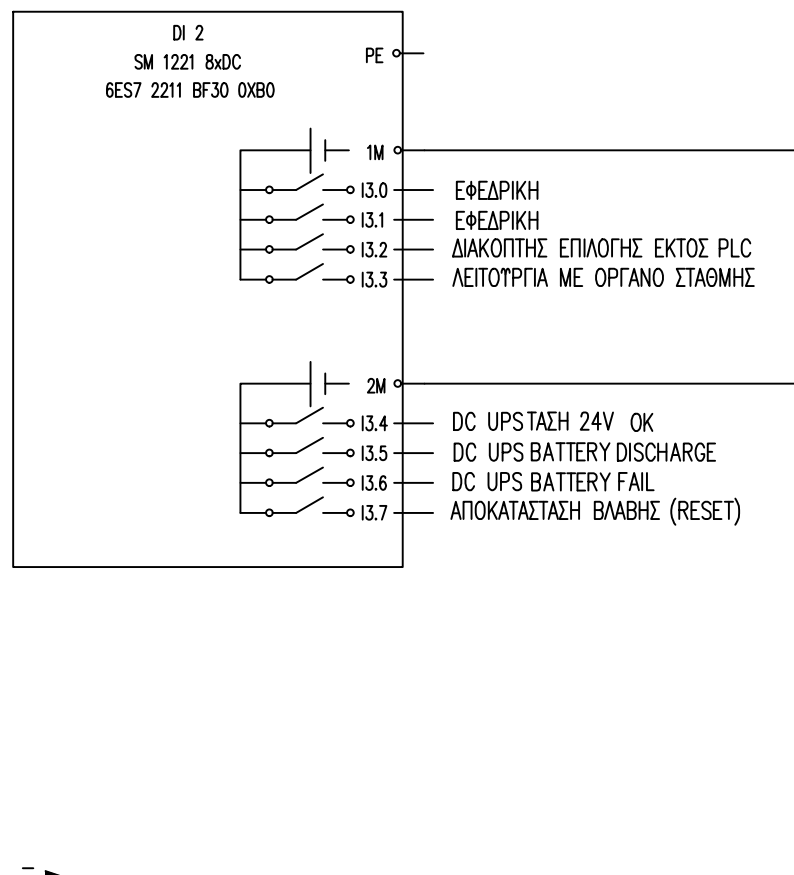 DI 2
SM 1221 8xDC
6ES7 2211 BF30 0XB0
PE
1M
I3.0 ΕΦΕΔΡΙΚΗ
I3.1 ΕΦΕΔΡΙΚΗ
I3.2 ΔΙΑΚΟΠΤΗΣ ΕΠΙΛΟΓΗΣ ΕΚΤΟΣ PLC
I3.3 ΛΕΙΤΟΥΡΓΙΑ ΜΕ ΟΡΓΑΝΟ ΣΤΑΘΜΗΣ
2M
I3.4 DC UPS ΤΑΣΗ 24V OK
I3.5 DC UPS BATTERY DISCHARGE
I3.6 DC UPS BATTERY FAIL
I3.7 ΑΠΟΚΑΤΑΣΤΑΣΗ ΒΛΑΒΗΣ (RESET)